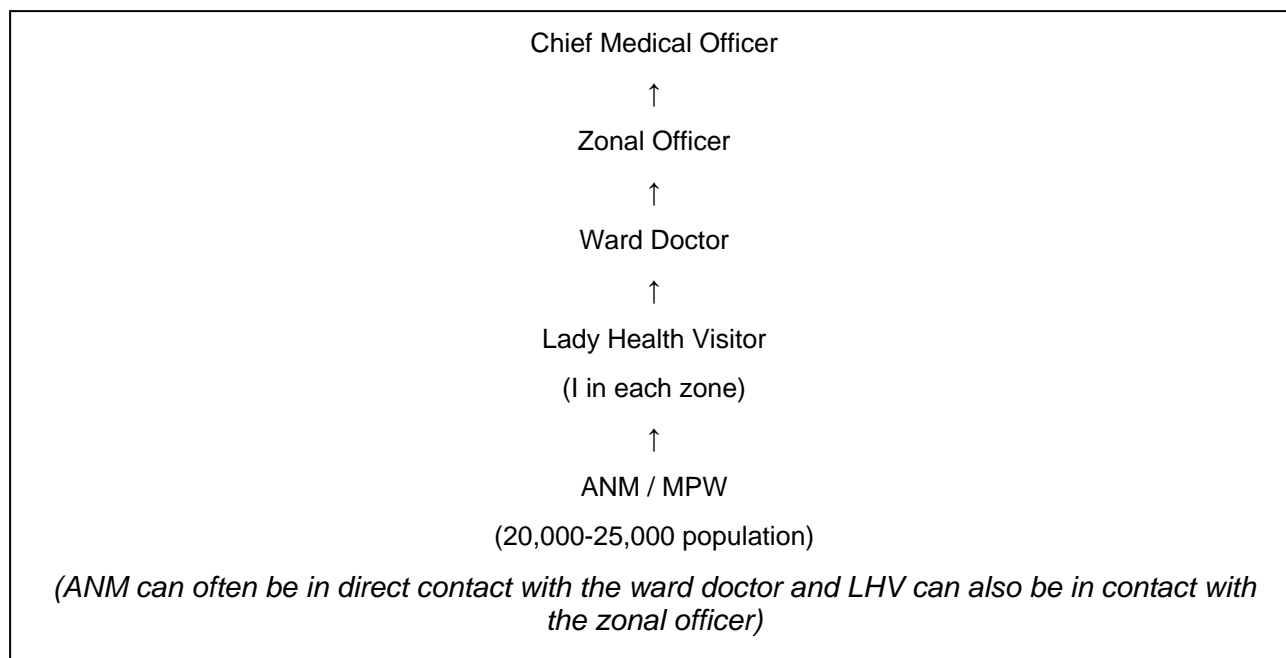 Chief Medical Officer
↑
Zonal Officer
↑
Ward Doctor
↑
Lady Health Visitor
(I in each zone)
↑
ANM / MPW
(20,000-25,000 population)
(ANM can often be in direct contact with the ward doctor and LHV can also be in contact with
the zonal officer)